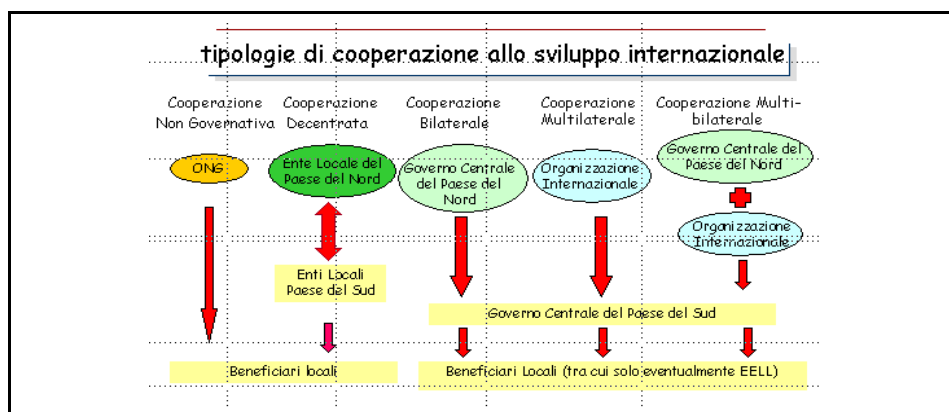 tipologie di cooperazione allo sviluppo internazionale
Cooperazione
Non Governativa
Cooperazione
Decentrata
Cooperazione
Bilaterale
Cooperazione
Multilaterale
Cooperazione Multi-
bilaterale
ONG
Ente Locale del
Paese del Nord
Governo Centrale
del Paese del
Nord
Organizzazione
Internazionale
Governo Centrale del
Paese del Nord
Organizzazione
Internazionale
Enti Locali
Paese del Sud
Governo Centrale del Paese del Sud
Beneficiari locali
Beneficiari Locali (tra cui solo eventualmente EELL)